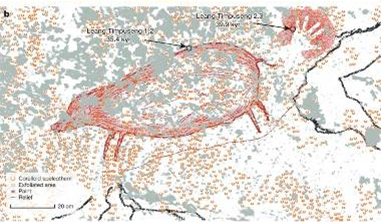 b
Leang Timpuseng 2.3
Leang Timpuseng 1.2
Coralloid speleothem
Exfoliated area
Paint
Relief
20 cm